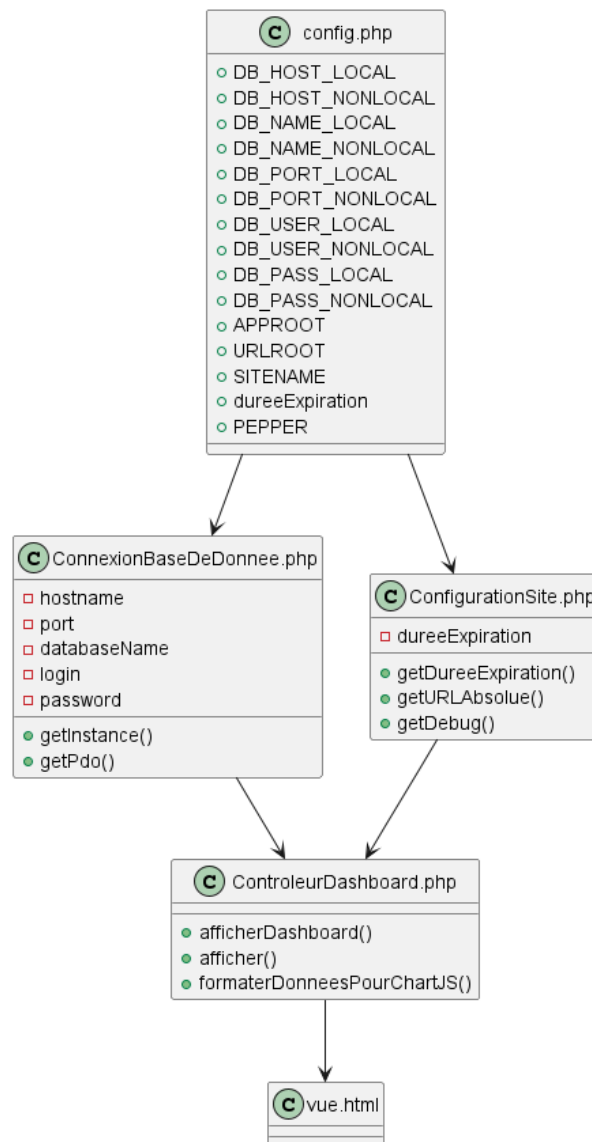 C config.php
DB_HOST_LOCAL
DB_HOST_NONLOCAL
DB_NAME_LOCAL
DB_NAME_NONLOCAL
DB_PORT_LOCAL
DB_PORT_NONLOCAL
DB_USER_LOCAL
DB_USER_NONLOCAL
DB_PASS_LOCAL
DB_PASS_NONLOCAL
APPROOT
URLROOT
SITENAME
dureeExpiration
PEPPER
C ConnexionBaseDeDonnee.php
hostname
port
databaseName
login
password
getInstance()
getPdo()
C ConfigurationSite.php
dureeExpiration
getDureeExpiration()
getURLAbsolue()
getDebug()
C ControleurDashboard.php
afficherDashboard()
afficher()
formaterDonneesPourChartJS()
C vue.html